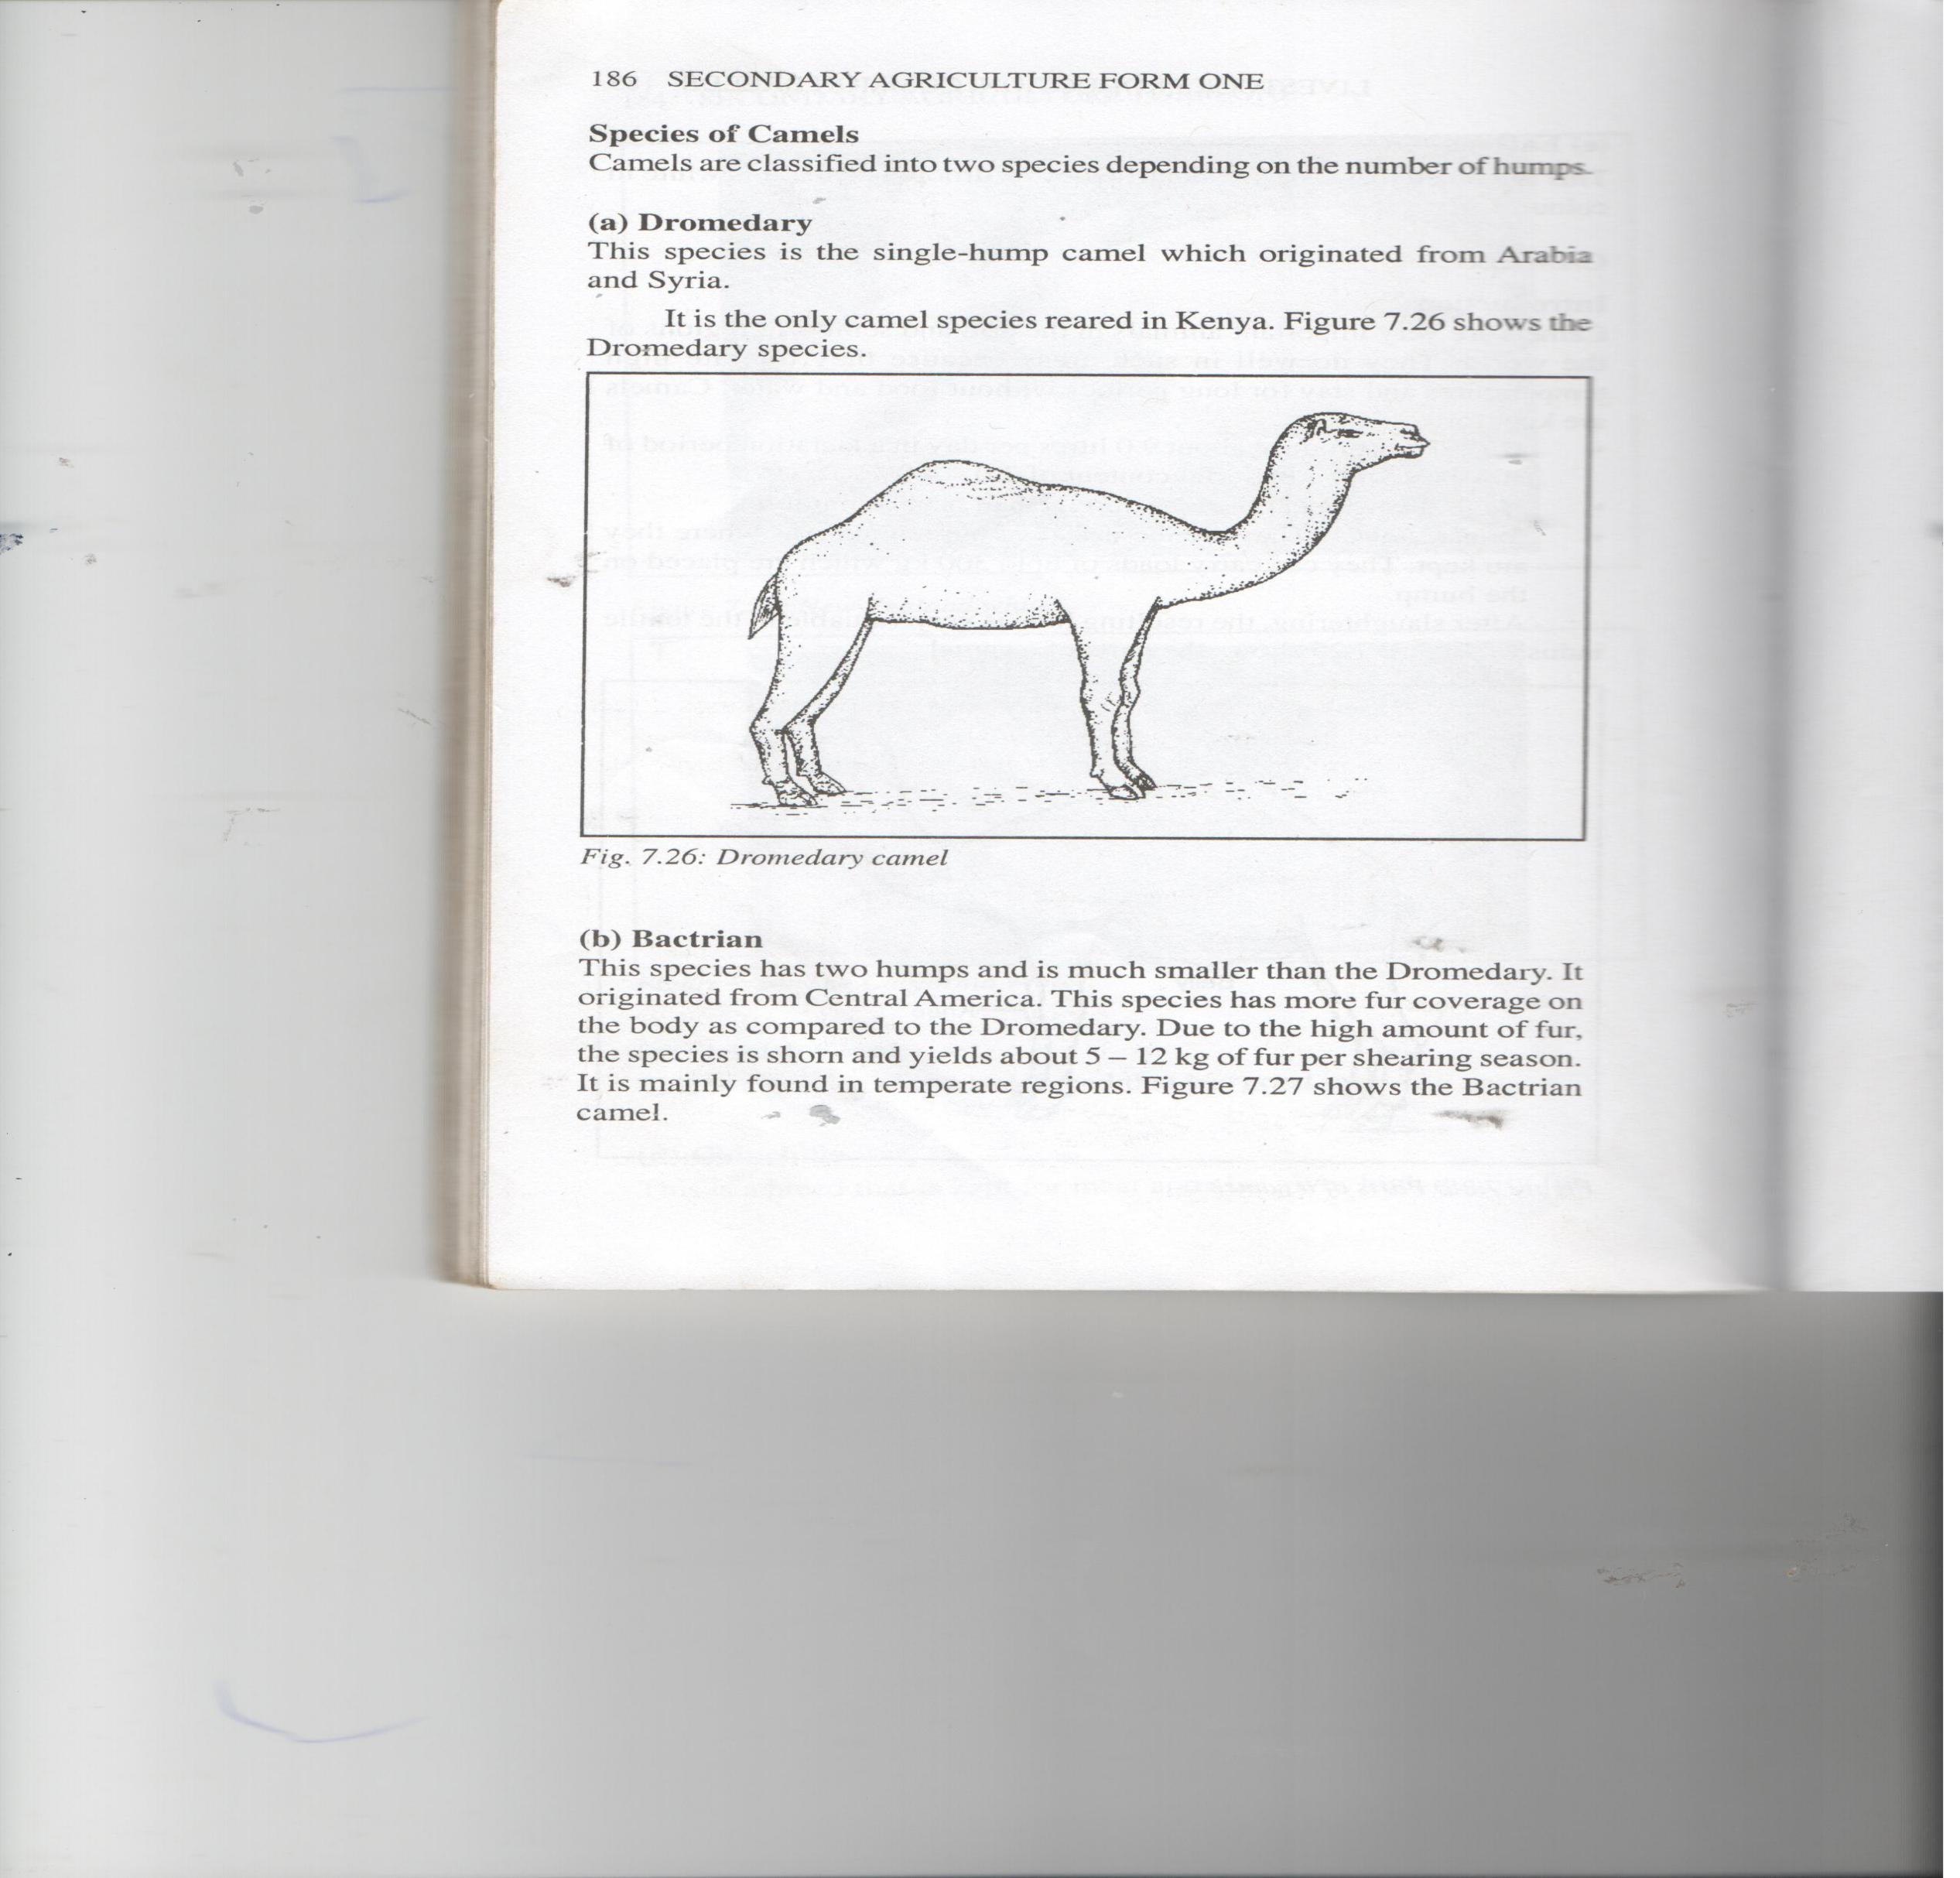 186 SECONDARY AGRICULTURE FORM ONE
Species of Camels
Camels are classified into two species depending on the number of humps.
(a) Dromedary
This species is the single-hump camel which originated from Arabia
and Syria.
It is the only camel species reared in Kenya. Figure 7.26 shows the
Dromedary species.
Fig. 7.26: Dromedary camel
(b) Bactrian
This species has two humps and is much smaller than the Dromedary. It
originated from Central America. This species has more fur coverage on
the body as compared to the Dromedary. Due to the high amount of fur,
the species is shorn and yields about 5 – 12 kg of fur per shearing season.
It is mainly found in temperate regions. Figure 7.27 shows the Bactrian
camel.